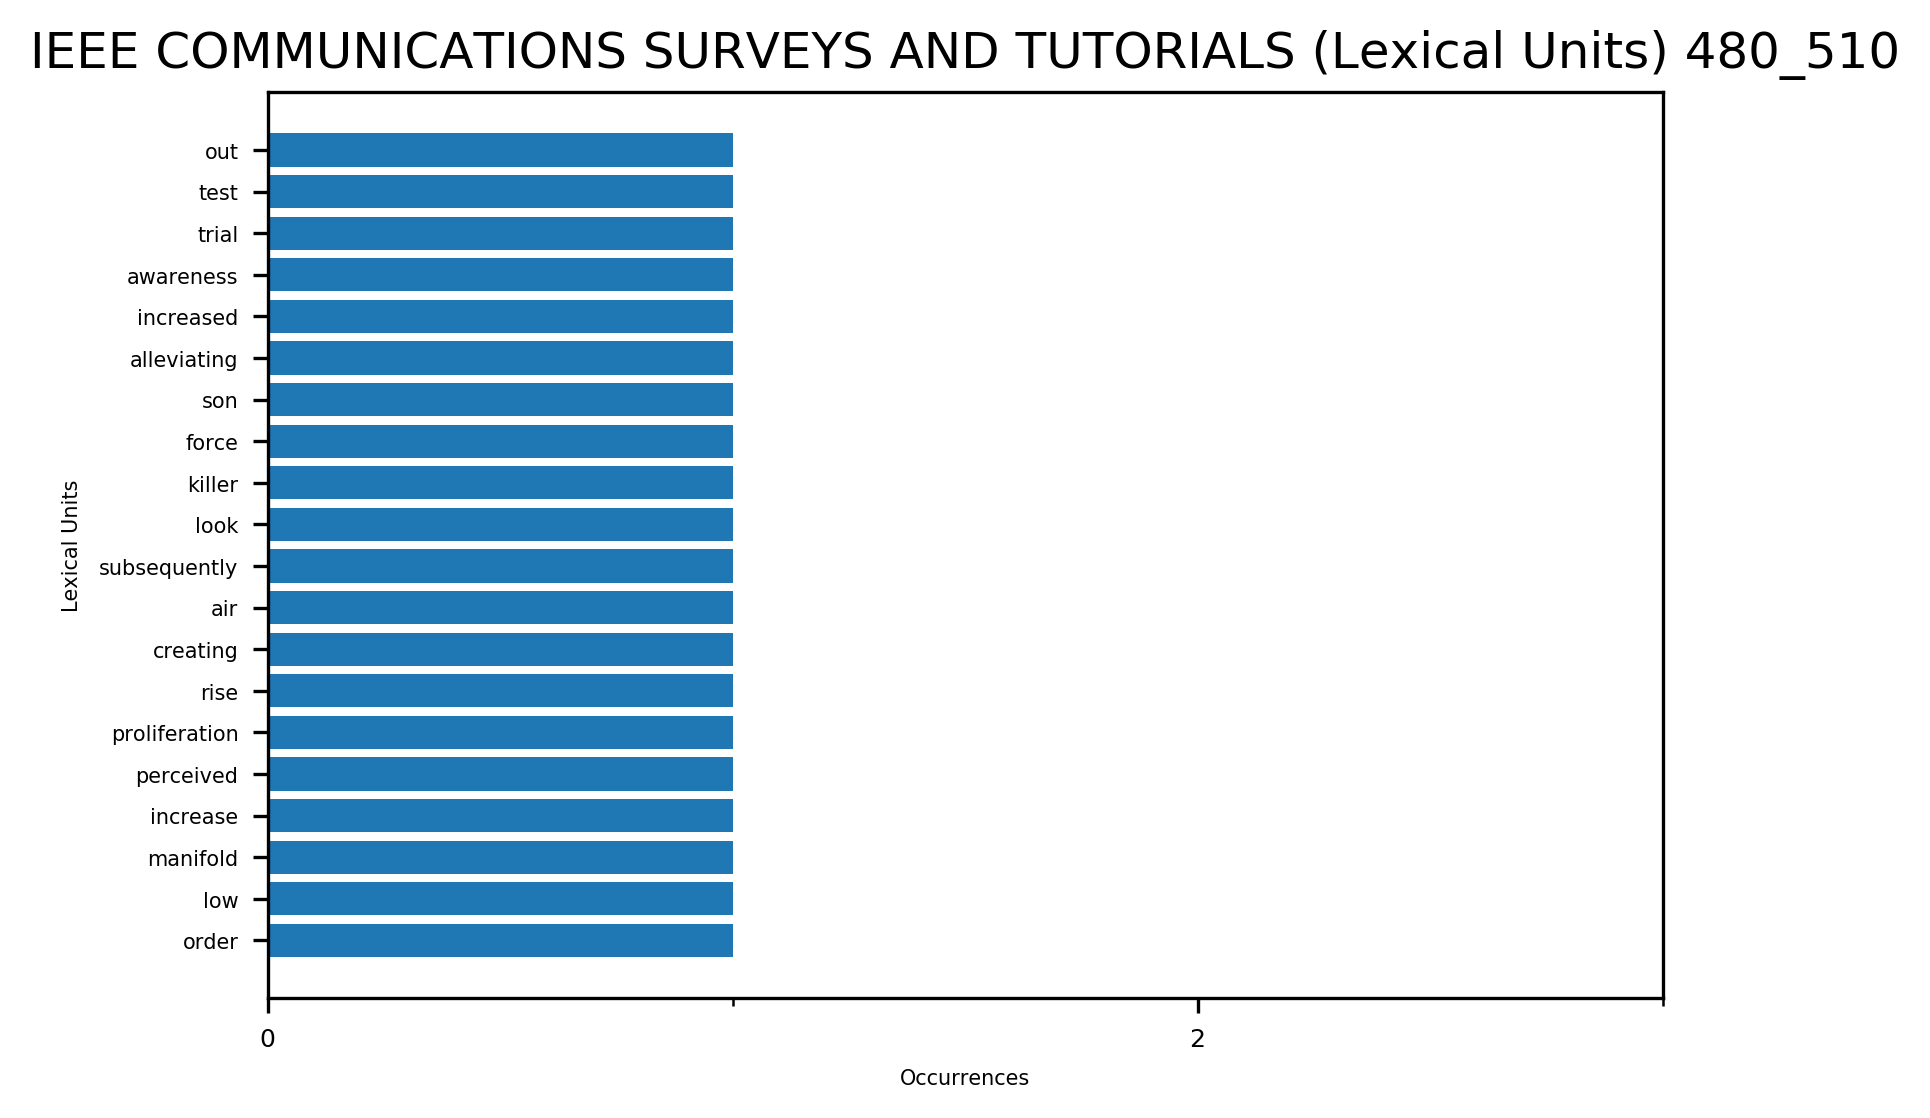 IEEE COMMUNICATIONS SURVEYS AND TUTORIALS (Lexical Units) 480_510
out
test
trial
awareness
increased
alleviating
son
force
killer
look
subsequently
air
creating
rise
proliferation
perceived
increase
manifold
low
order
Lexical Units
0
2
Occurrences